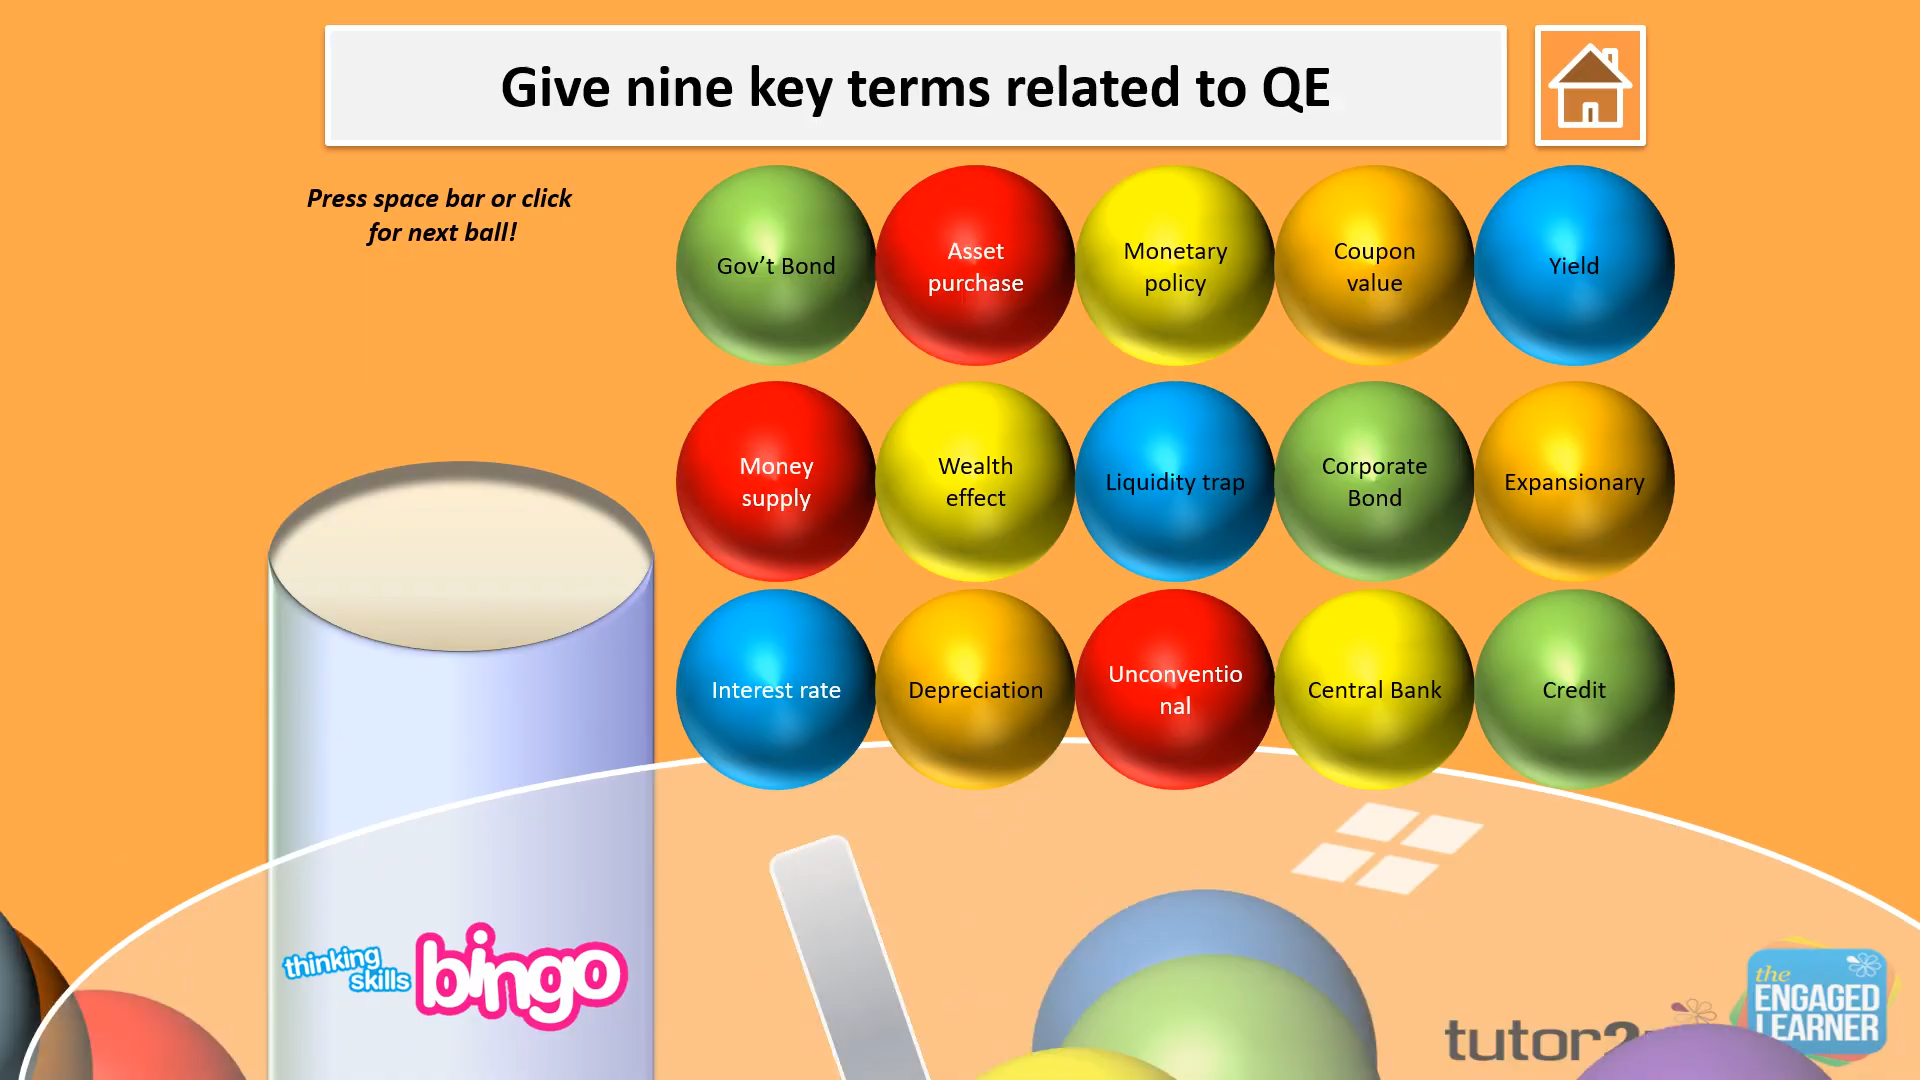 Give nine key terms related to QE
Press space bar or click
for next ball!
Gov’t Bond
Asset
purchase
Monetary
policy
Coupon
value
Yield
Money
supply
Wealth
effect
Liquidity trap
Corporate
Bond
Expansionary
Interest rate
Depreciation
Unconventio
nal
Central Bank
Credit
thinking
skills
bingo
the
ENGAGED
LEARNER